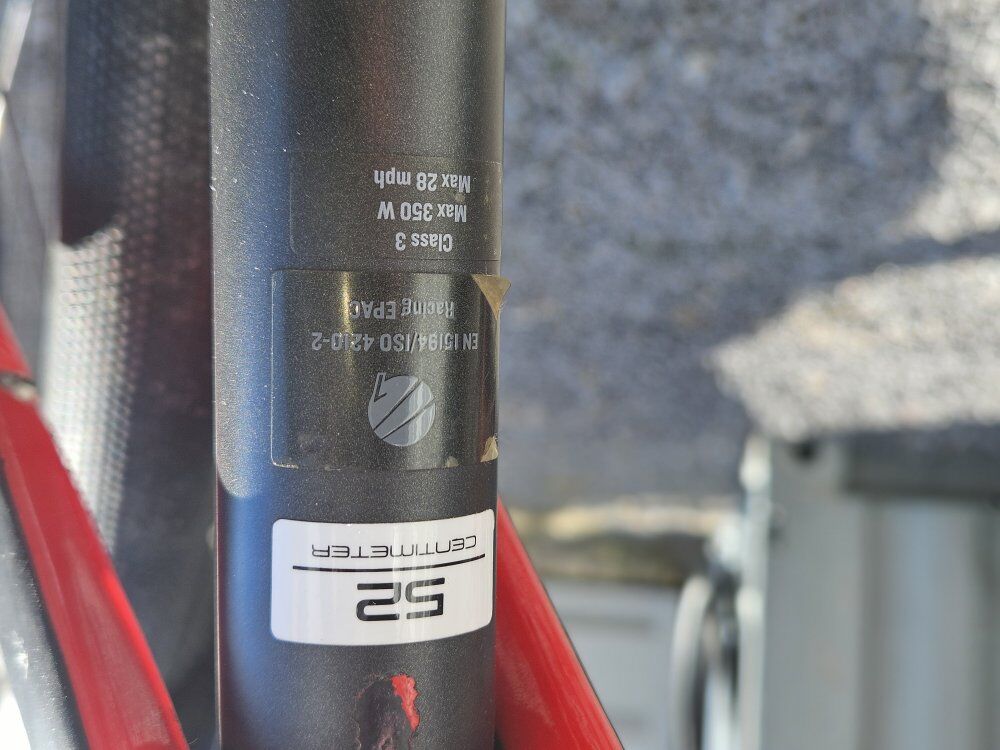 52
CENTIMETER
EN 15194/ISO 4210-2
Racing EPAC
Class 3
Max 350 W
Max 28 mph